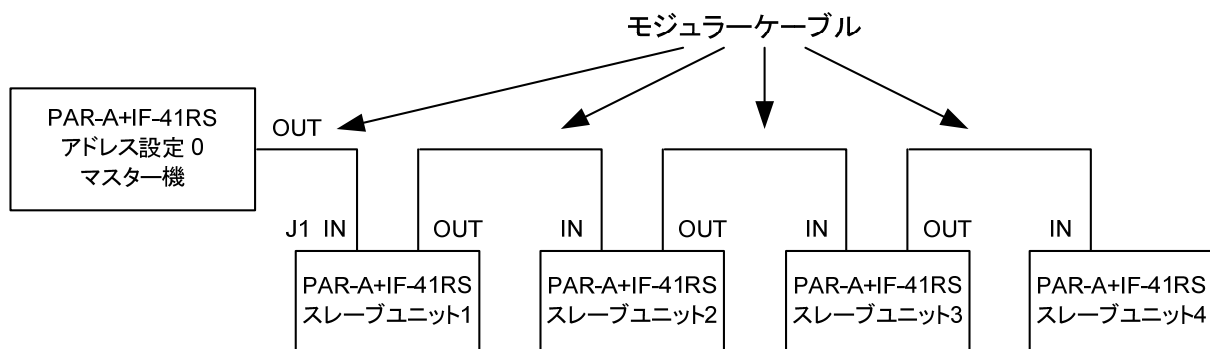 モジュラーケーブル
PAR-A+IF-41RS
アドレス設定 0
マスター機
OUT
J1 IN
OUT
IN
OUT
IN
OUT
IN
PAR-A+IF-41RS
スレーブユニット1
PAR-A+IF-41RS
スレーブユニット2
PAR-A+IF-41RS
スレーブユニット3
PAR-A+IF-41RS
スレーブユニット4